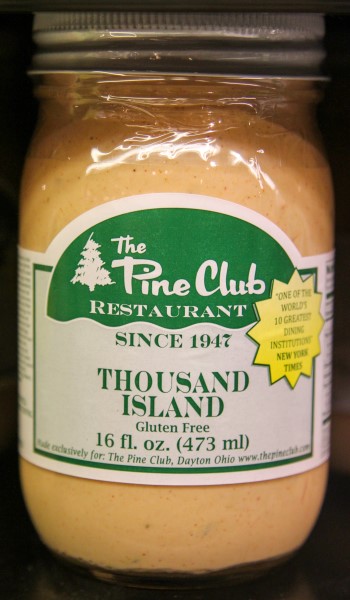 The
Pine Club
RESTAURANT
SINCE 1947
"ONE OF THE
WORLD'S
10 GREATEST
DINING
INSTITUTIONS"
NEW YORK
TIMES
THOUSAND
ISLAND
Gluten Free
16 fl. oz. (473 ml)
Made exclusively for: The Pine Club, Dayton Ohio www.thepineclub.com